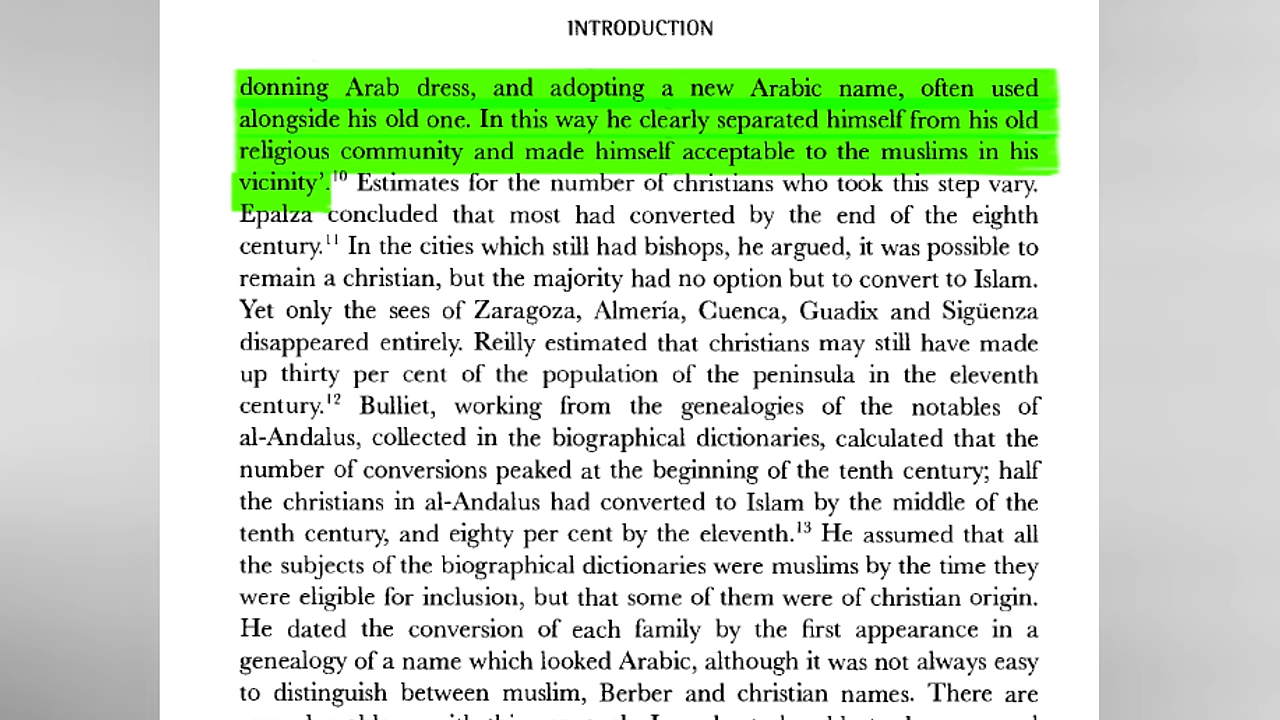 INTRODUCTION
donning Arab dress, and adopting a new Arabic name, often used
alongside his old one. In this way he clearly separated himself from his old
religious community and made himself acceptable to the muslims in his
vicinity'.10 Estimates for the number of christians who took this step vary.
Epalza concluded that most had converted by the end of the eighth
century.11 In the cities which still had bishops, he argued, it was possible to
remain a christian, but the majority had no option but to convert to Islam.
Yet only the sees of Zaragoza, Almería, Cuenca, Guadix and Sigüenza
disappeared entirely. Reilly estimated that christians may still have made
up thirty per cent of the population of the peninsula in the eleventh
century.12 Bulliet, working from the genealogies of the notables of
al-Andalus, collected in the biographical dictionaries, calculated that the
number of conversions peaked at the beginning of the tenth century; half
the christians in al-Andalus had converted to Islam by the middle of the
tenth century, and eighty per cent by the eleventh.13 He assumed that all
the subjects of the biographical dictionaries were muslims by the time they
were eligible for inclusion, but that some of them were of christian origin.
He dated the conversion of each family by the first appearance in a
genealogy of a name which looked Arabic, although it was not always easy
to distinguish between muslim, Berber and christian names. There are